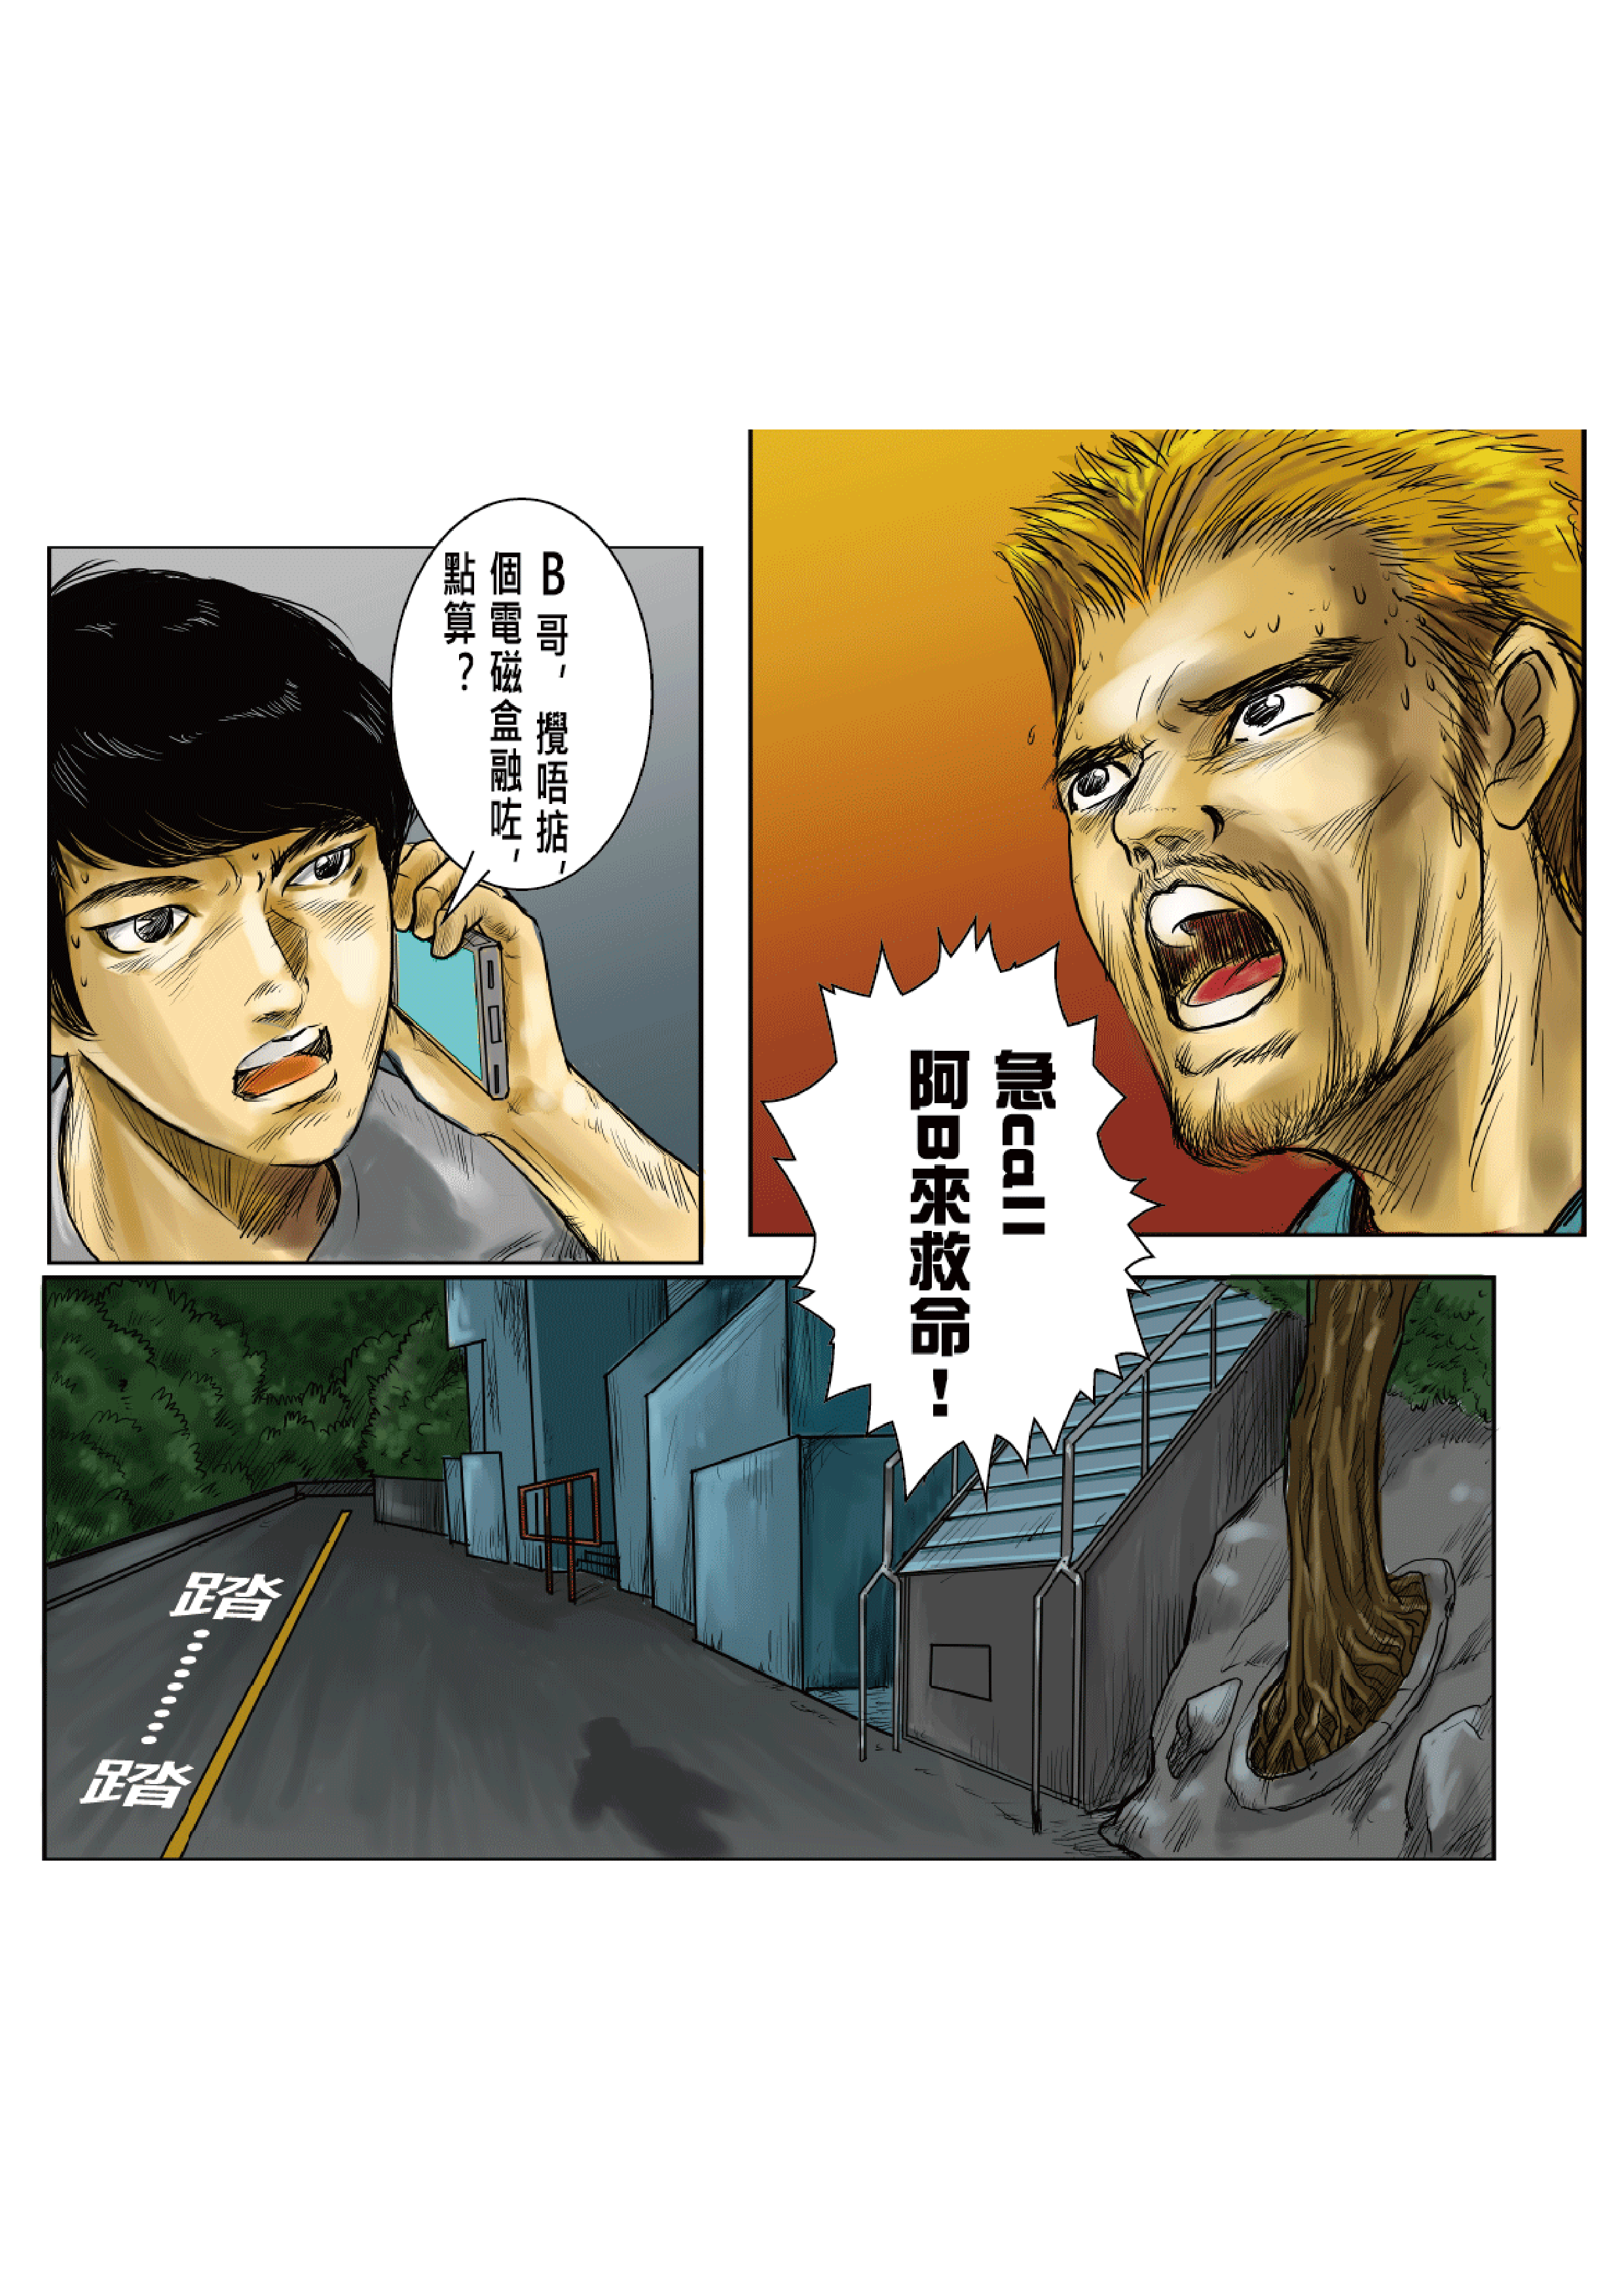 急call
阿B來救命！
B哥，攪唔掂，
個電磁盒融咗，
點算？
踏⋯⋯⋯踏